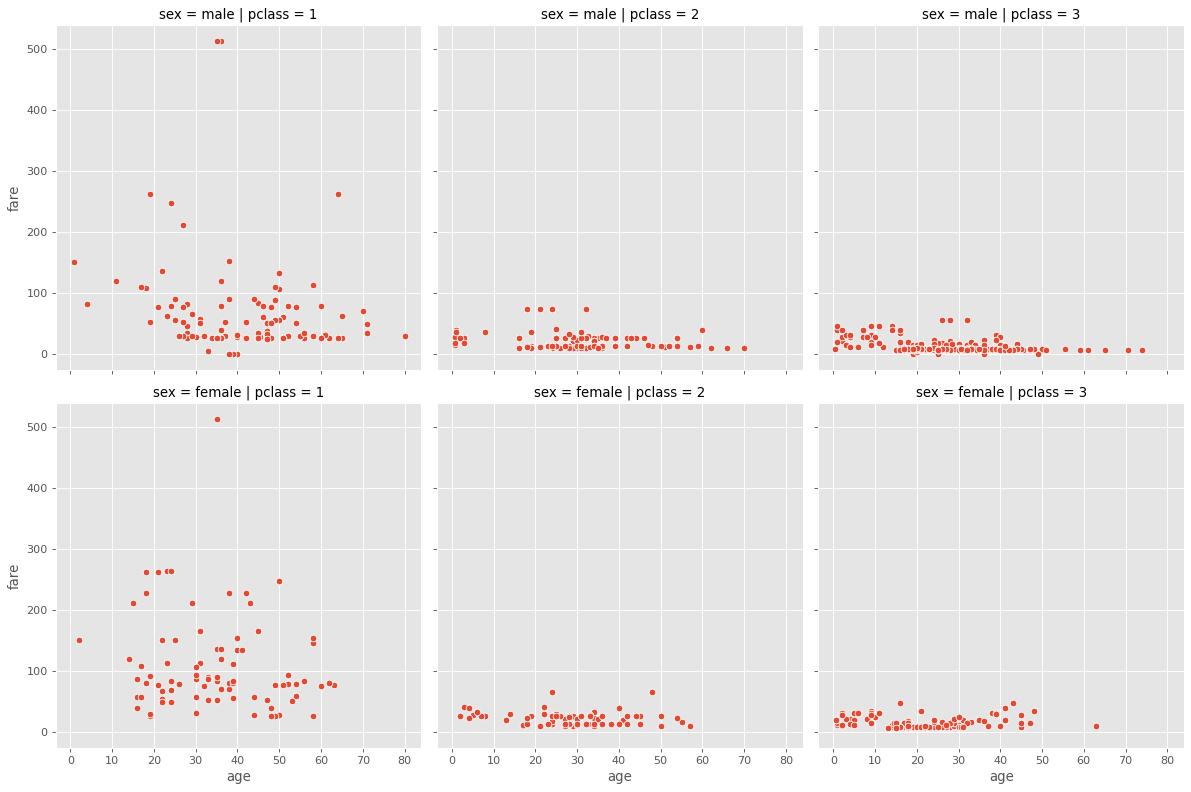 sex = male | pclass = 1
sex = male | pclass = 2
sex = male | pclass = 3
500
400
300
200
100
0
fare
sex = female | pclass = 1
sex = female | pclass = 2
sex = female | pclass = 3
500
400
300
200
100
0
fare
0 10 20 30 40 50 60 70 80
0 10 20 30 40 50 60 70 80
0 10 20 30 40 50 60 70 80
age
age
age